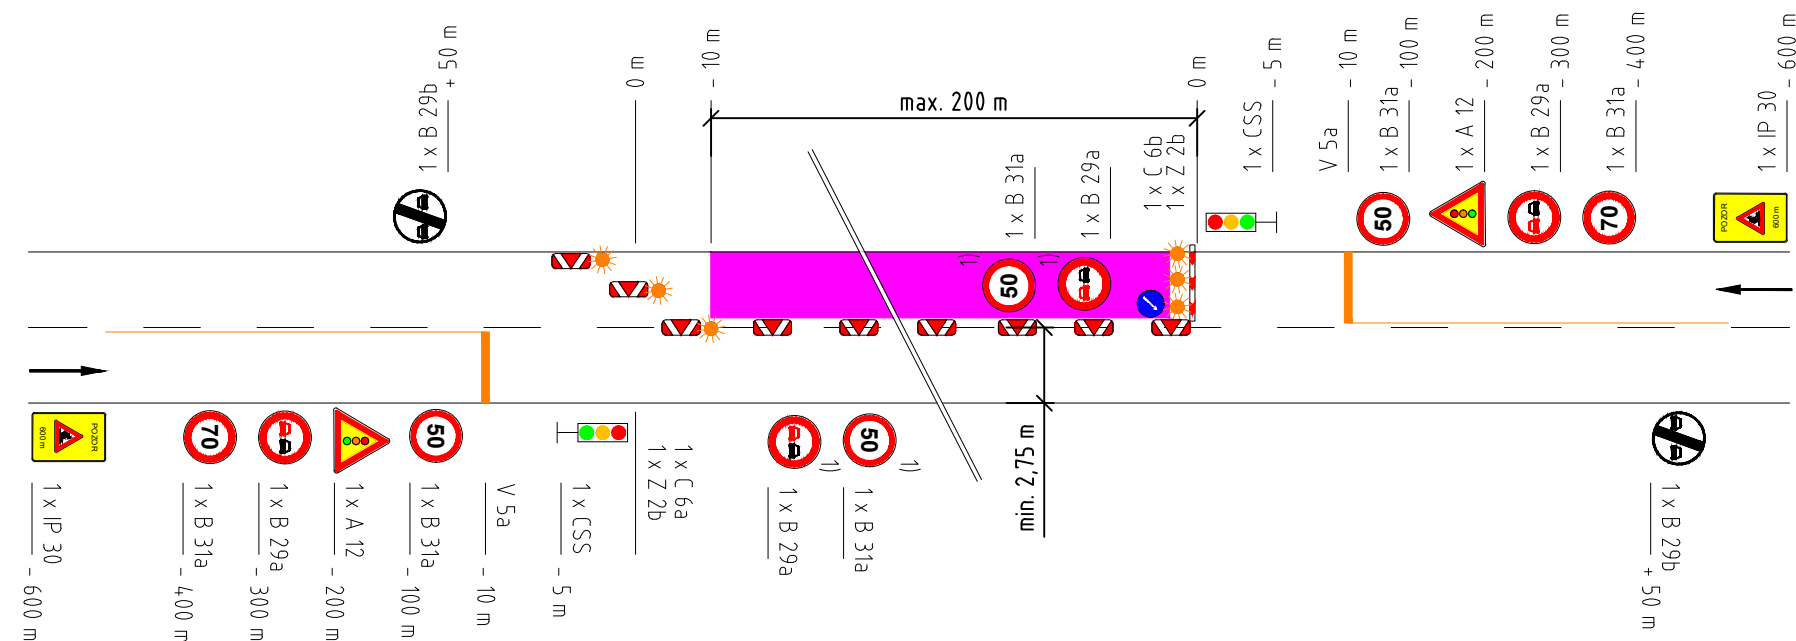 1 x B 29b
+ 50 m
0 m
- 10 m
max. 200 m
1 x B 31a
1 x B 29a
1 x C 6b
1 x Z 2b
0 m
1 x CSS
- 5 m
V 5a
- 10 m
1 x B 31a
- 100 m
1 x A 12
- 200 m
1 x B 29a
- 300 m
1 x B 31a
- 400 m
1 x IP 30
- 600 m
50
70
POZOR
600 m
1)
50
1)
POZOR
600 m
70
50
50
1)
1)
1 x IP 30
- 600 m
1 x B 31a
- 400 m
1 x B 29a
- 300 m
1 x A 12
- 200 m
1 x B 31a
- 100 m
V 5a
- 10 m
1 x CSS
- 5 m
1 x C 6a
1 x Z 2b
1 x B 29a
1 x B 31a
min. 2,75 m
1 x B 29b
+ 50 m